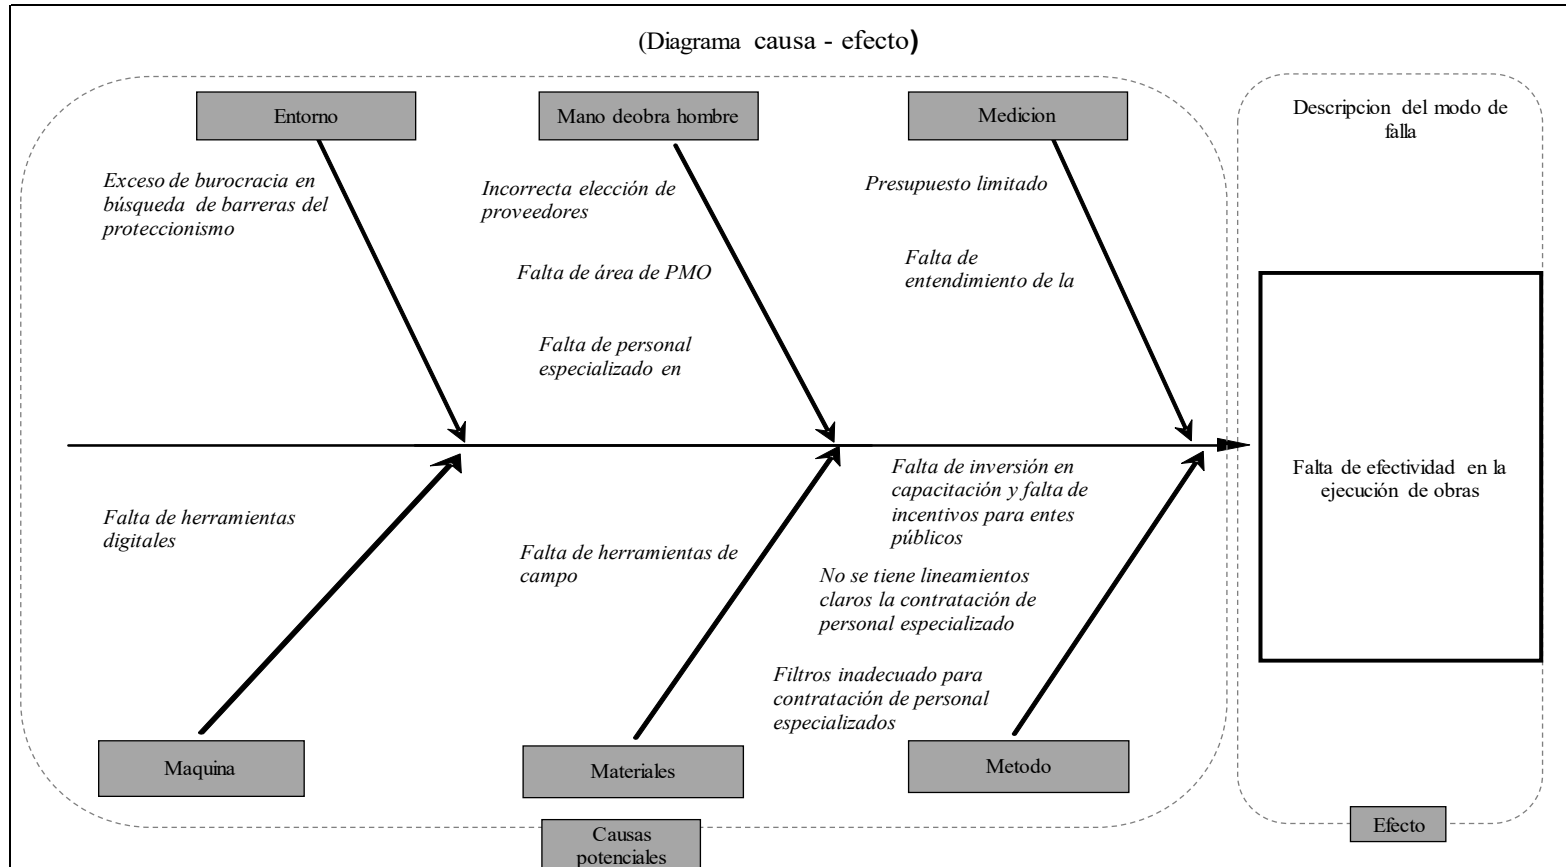 (Diagrama causa - efecto)
Entorno
Mano deobra hombre
Medicion
Descripcion del modo de
falla
Exceso de burocracia en
búsqueda de barreras del
proteccionismo
Incorrecta elección de
proveedores
Falta de área de PMO
Falta de personal
especializado en
Presupuesto limitado
Falta de
entendimiento de la
Falta de efectividad en la
ejecución de obras
Falta de herramientas
digitales
Falta de herramientas de
campo
Falta de inversión en
capacitación y falta de
incentivos para entes
públicos
No se tiene lineamientos
claros la contratación de
personal especializado
Filtros inadecuado para
contratación de personal
especializados
Maquina
Materiales
Metodo
Causas
potenciales
Efecto